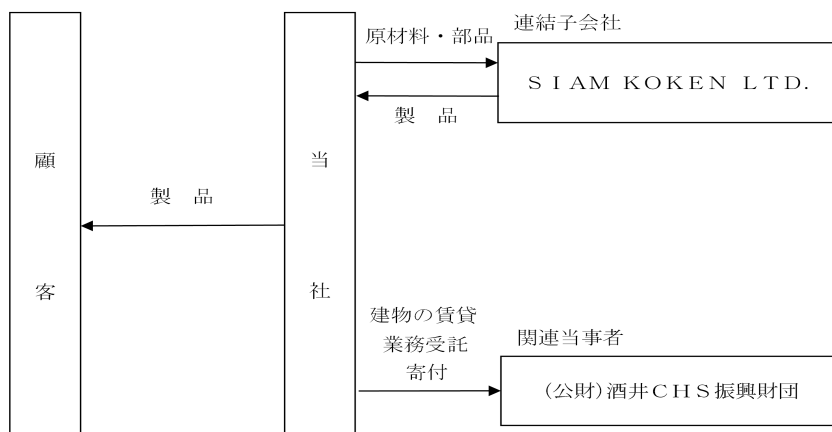 連結子会社
原材料・部品
ＳＩＡＭ ＫＯＫＥＮ ＬＴＤ.
製 品
顧客
製 品
当社
建物の賃貸
業務受託
寄付
関連当事者
(公財)酒井ＣＨＳ振興財団